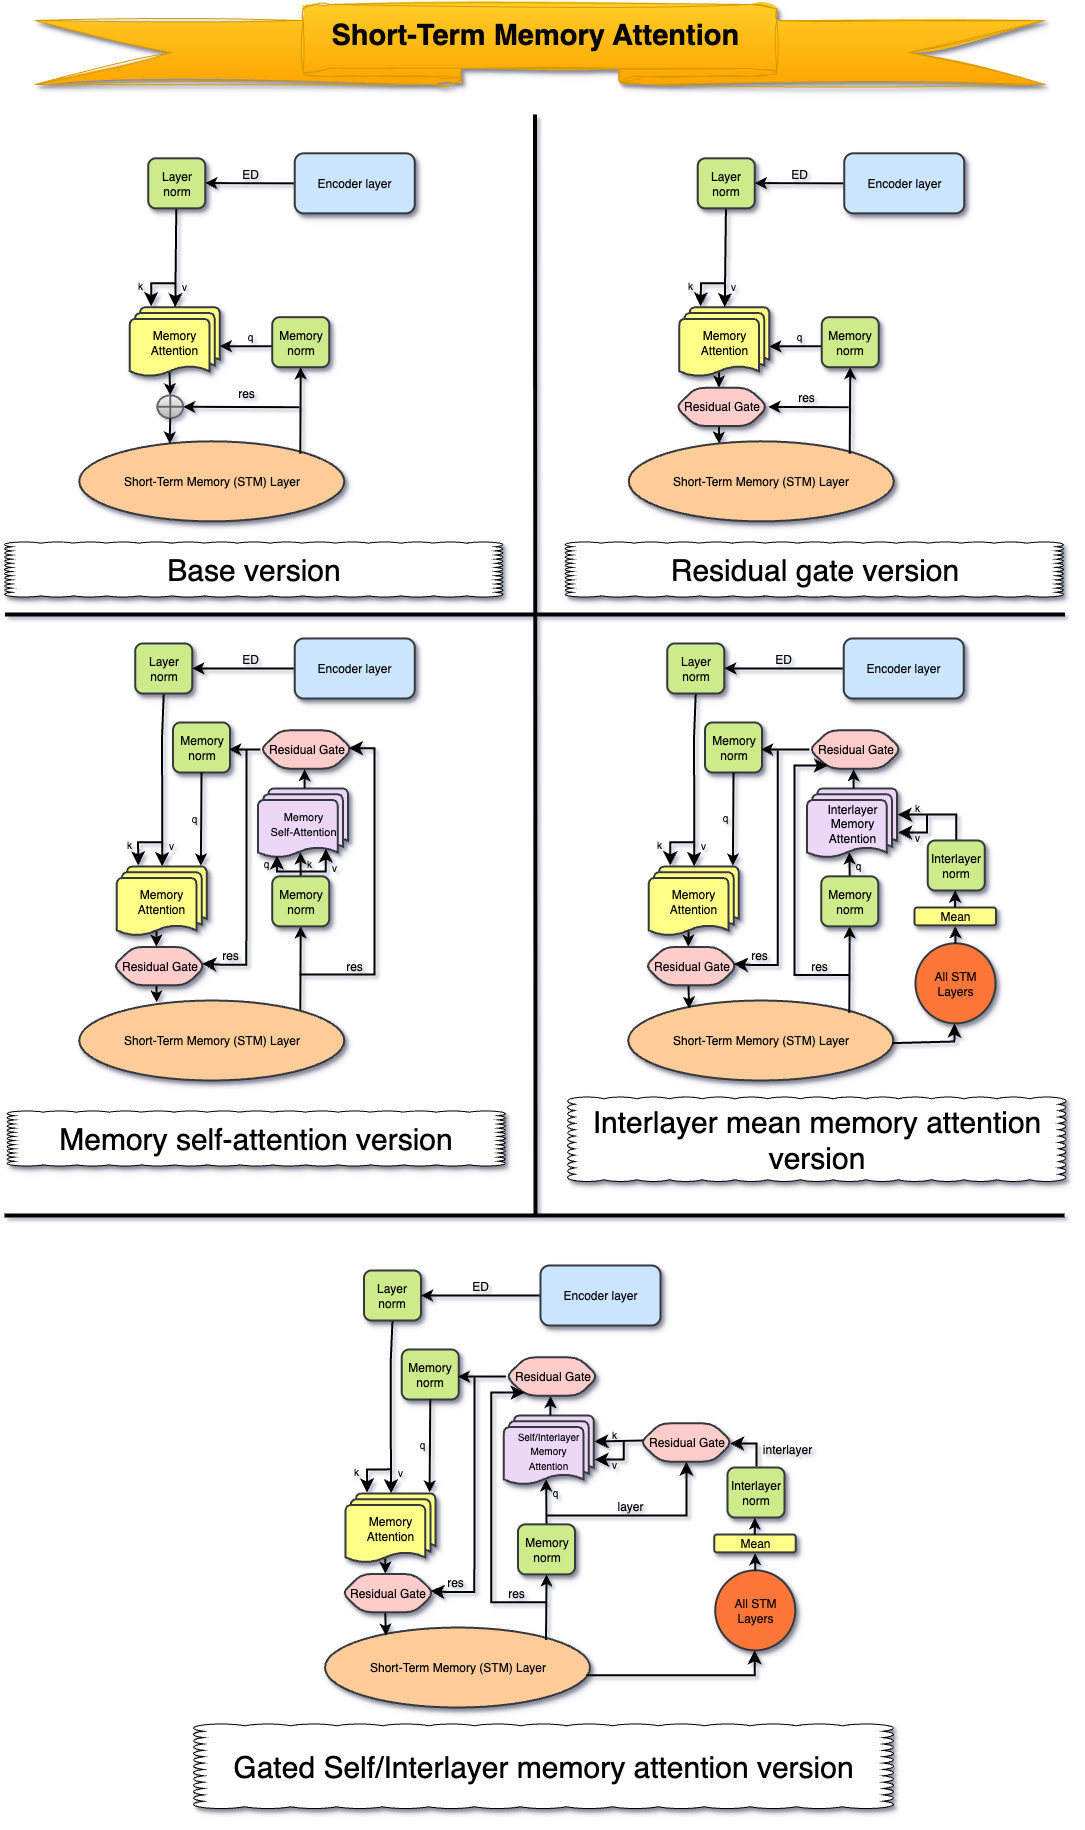 Short-Term Memory Attention
Layer
norm
ED
Encoder layer
k
v
Memory
Attention
q
Memory
norm
res
Short-Term Memory (STM) Layer
Base version
Layer
norm
ED
Encoder layer
k
v
Memory
Attention
q
Memory
norm
Residual Gate
res
Short-Term Memory (STM) Layer
Residual gate version
Layer
norm
ED
Encoder layer
Memory
norm
Residual Gate
Memory
Self-Attention
q
k
v
q
k
v
Memory
Attention
Memory
norm
Residual Gate
res
res
Short-Term Memory (STM) Layer
Memory self-attention version
Layer
norm
ED
Encoder layer
Memory
norm
Residual Gate
Interlayer
Memory
Attention
k
v
q
k
v
q
Interlayer
norm
Memory
Attention
Memory
norm
Mean
Residual Gate
res
res
All STM
Layers
Short-Term Memory (STM) Layer
Interlayer mean memory attention
version
Layer
norm
ED
Encoder layer
Memory
norm
Residual Gate
Self/Interlayer
Memory
Attention
k
v
Residual Gate
interlayer
q
k
v
q
layer
Interlayer
norm
Memory
Attention
Memory
norm
Mean
Residual Gate
res
res
All STM
Layers
Short-Term Memory (STM) Layer
Gated Self/Interlayer memory attention version